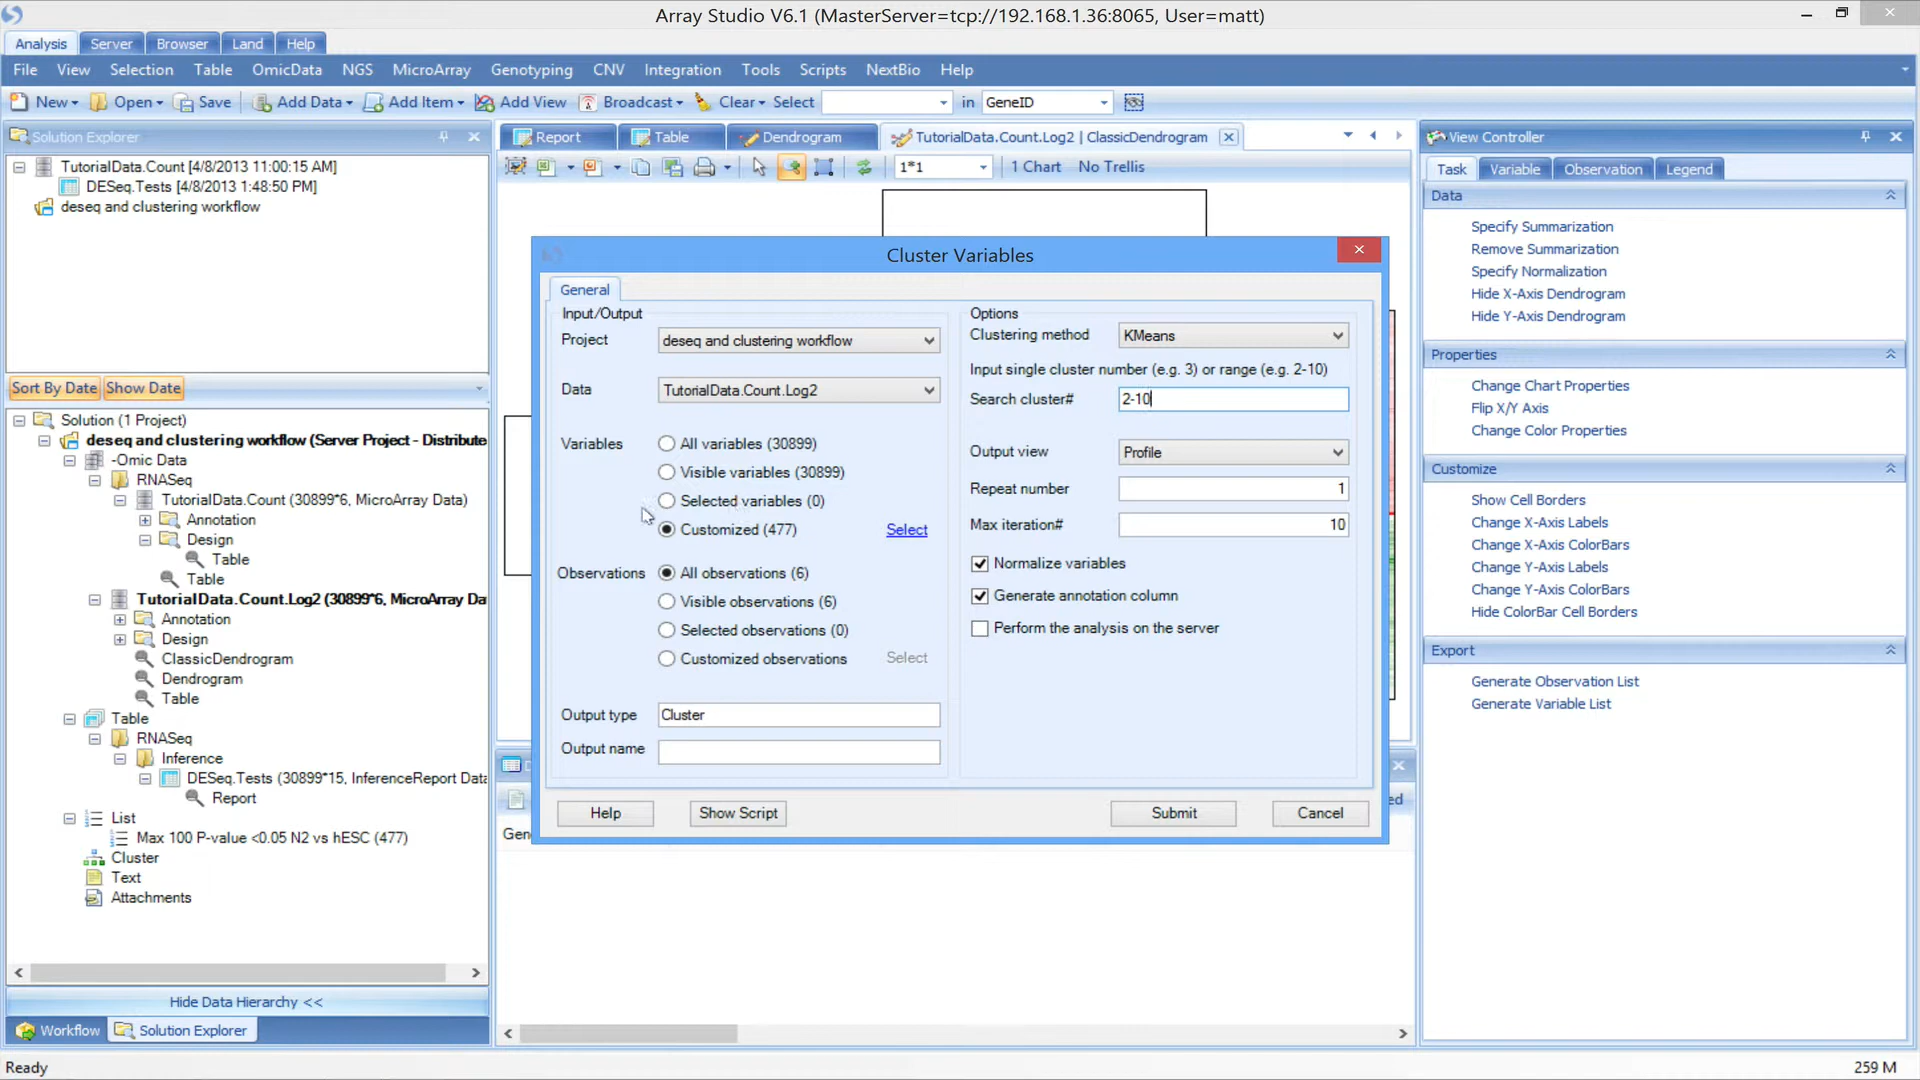 Array Studio V6.1 (MasterServer=tcp://192.168.1.36:8065, User=matt)
Analysis Server Browser Land Help
File View Selection Table OmicData NGS MicroArray Genotyping CNV Integration Tools Scripts NextBio Help
New Open Save Add Data Add Item Add View Broadcast Clear Select in GeneID
Solution Explorer
TutorialData.Count [4/8/2013 11:00:15 AM]
DESeq.Tests [4/8/2013 1:48:50 PM]
deseq and clustering workflow
Sort By Date Show Date
Solution (1 Project)
deseq and clustering workflow (Server Project - Distribute
-Omic Data
RNASeq
TutorialData.Count (30899*6, MicroArray Data)
Annotation
Design
Table
Table
TutorialData.Count.Log2 (30899*6, MicroArray Da
Annotation
Design
ClassicDendrogram
Dendrogram
Table
Table
RNASeq
Inference
DESeq.Tests (30899*15, InferenceReport Data
Report
List
Max 100 P-value <0.05 N2 vs hESC (477)
Cluster
Text
Attachments
Hide Data Hierarchy <<
Workflow Solution Explorer
Ready
Report Table Dendrogram TutorialData.Count.Log2 | ClassicDendrogram
1*1 1 Chart No Trellis
Cluster Variables
General
Input/Output
Project deseq and clustering workflow
Data TutorialData.Count.Log2
Variables All variables (30899)
Visible variables (30899)
Selected variables (0)
Customized (477) Select
Observations All observations (6)
Visible observations (6)
Selected observations (0)
Customized observations Select
Output type Cluster
Output name
Options
Clustering method KMeans
Input single cluster number (e.g. 3) or range (e.g. 2-10)
Search cluster# 2-10
Output view Profile
Repeat number 1
Max iteration# 10
Normalize variables
Generate annotation column
Perform the analysis on the server
Help Show Script Submit Cancel
View Controller
Task Variable Observation Legend
Data
Specify Summarization
Remove Summarization
Specify Normalization
Hide X-Axis Dendrogram
Hide Y-Axis Dendrogram
Properties
Change Chart Properties
Flip X/Y Axis
Change Color Properties
Customize
Show Cell Borders
Change X-Axis Labels
Change X-Axis ColorBars
Change Y-Axis Labels
Change Y-Axis ColorBars
Hide ColorBar Cell Borders
Export
Generate Observation List
Generate Variable List
259 M